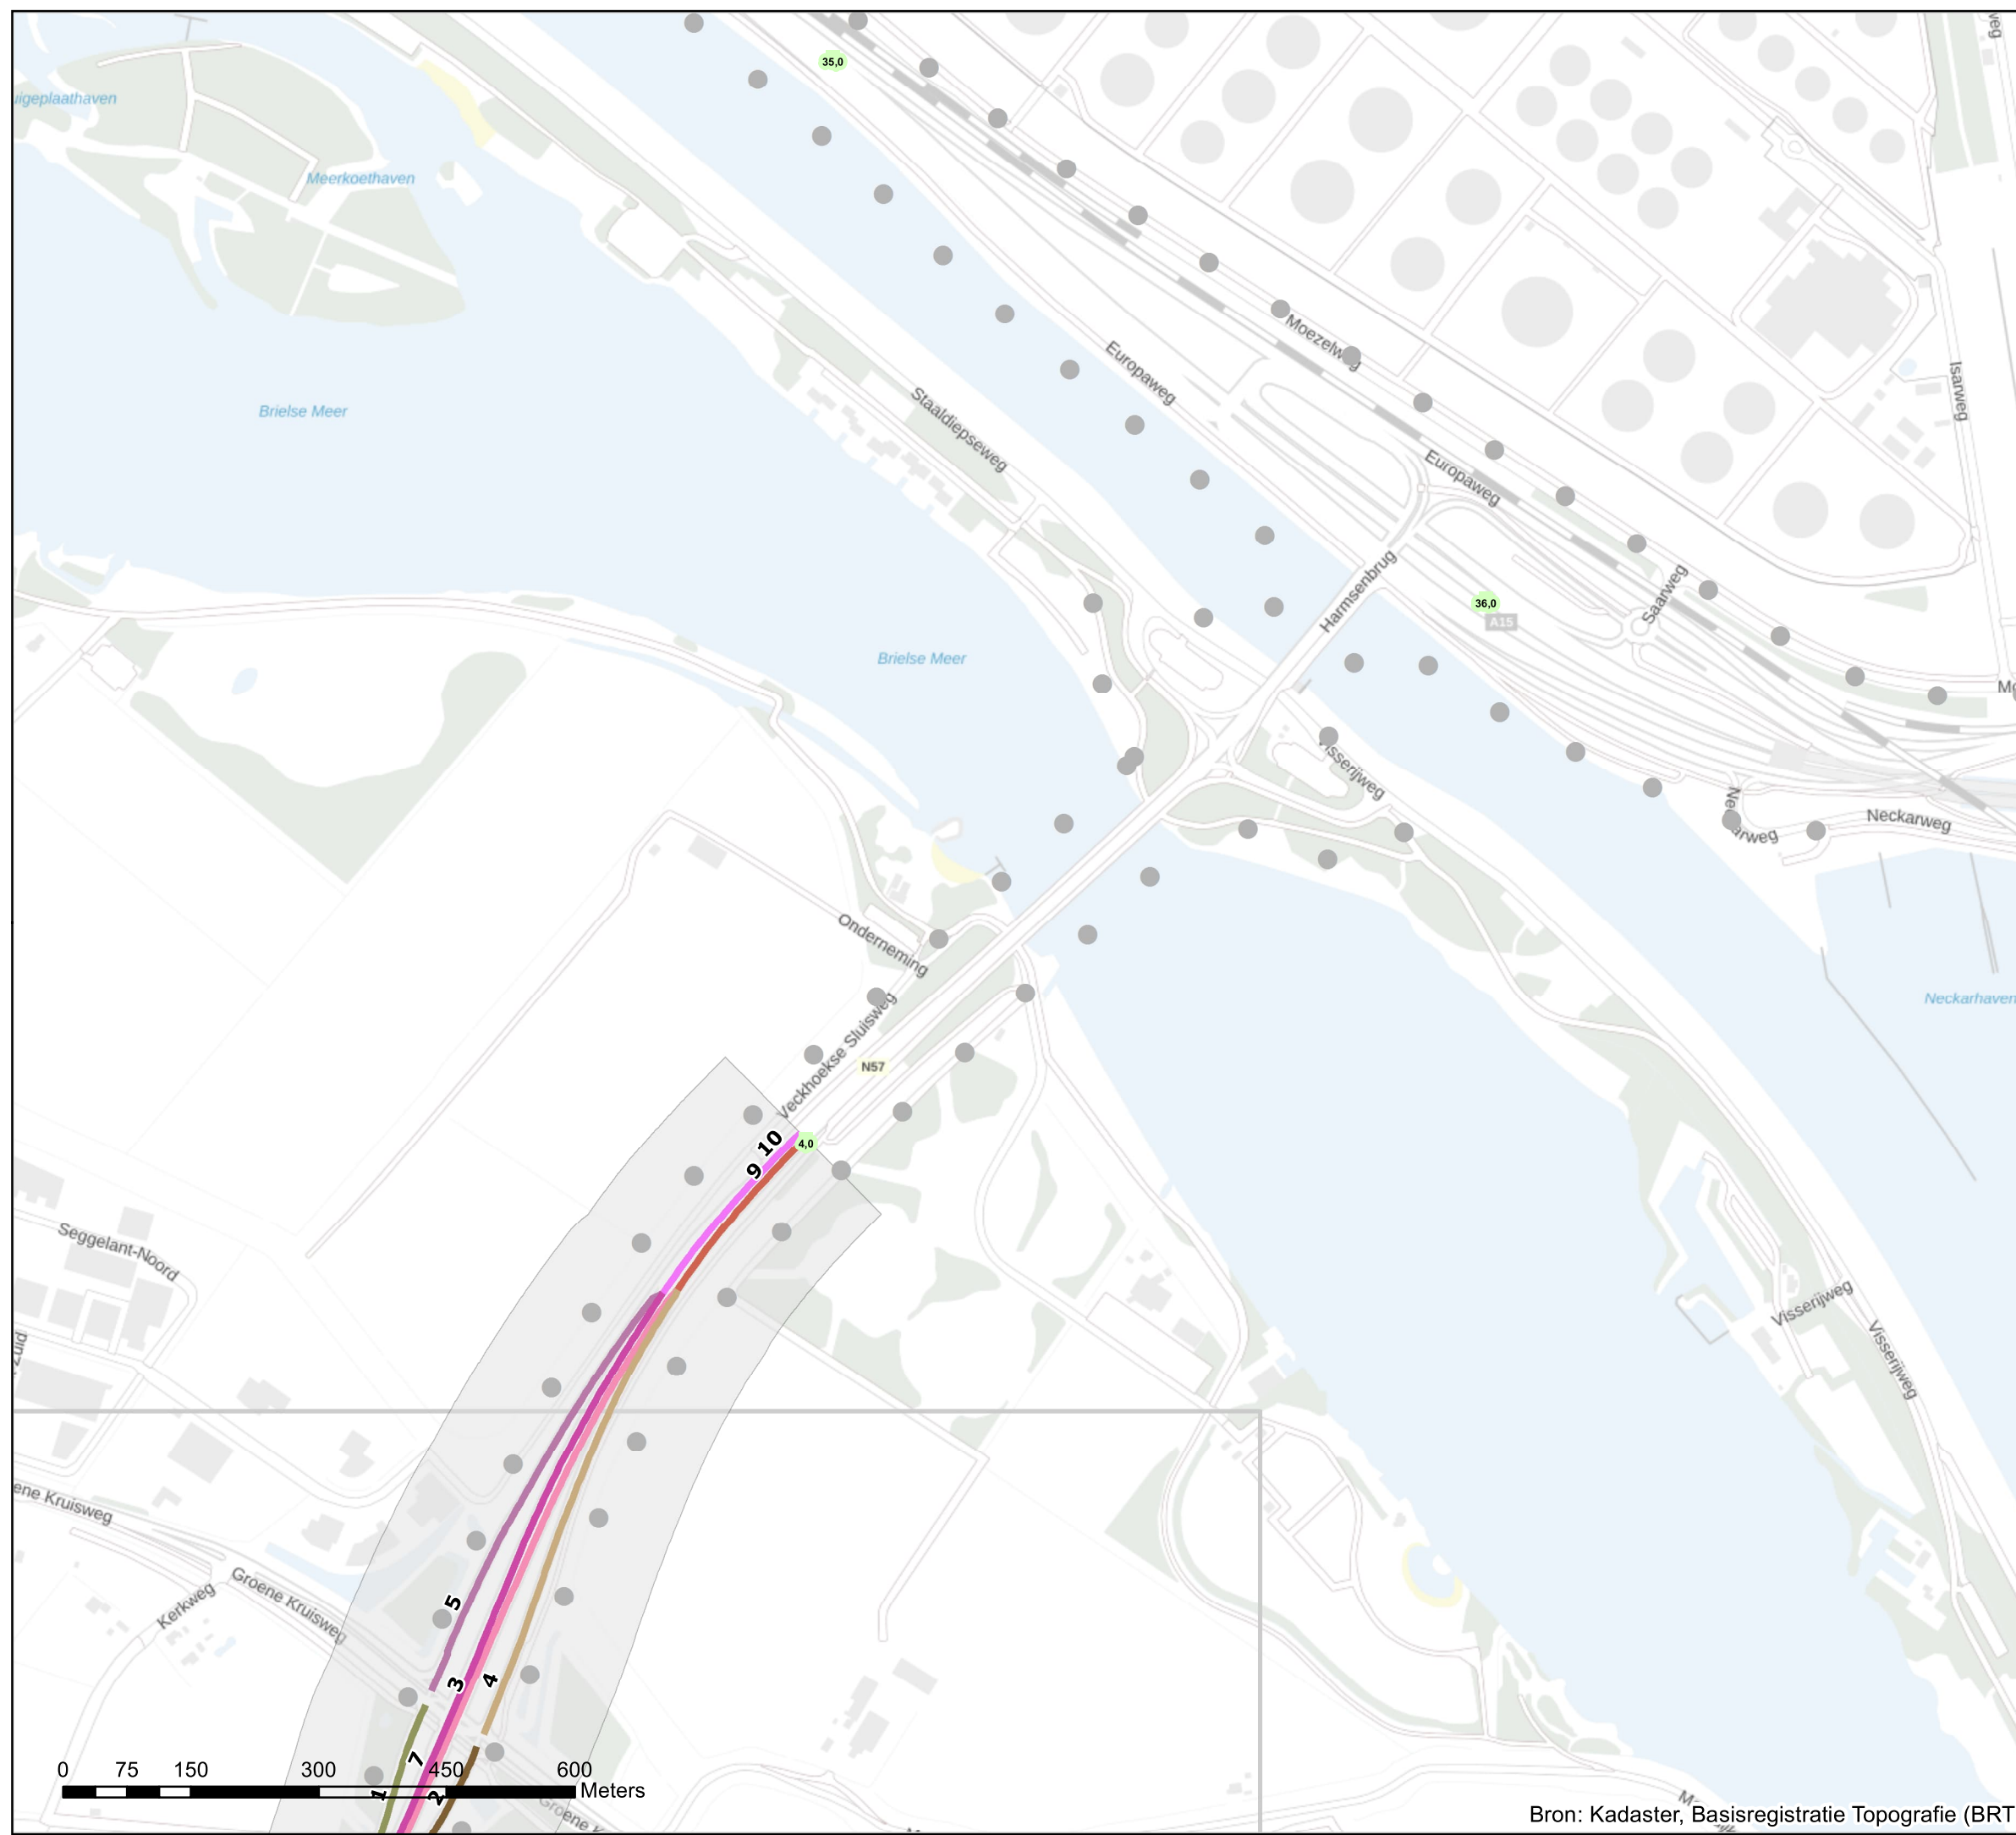 35,0
uigeplaathaven
Meerkoethaven
Moezelweg
Europaweg
Isarweg
Brielse Meer
Staaldiepseweg
Europaweg
Harmsenbrug
Saarweg
36,0
A15
Brielse Meer
Visserijweg
Neckarweg
Neckarweg
Onderneming
Neckarhaven
Veckhoekse Sluisweg
N57
10
4,0
9
Seggelant-Noord
Visserijweg
Zuid
Visserijweg
ene Kruisweg
Groene Kruisweg
Kerkweg
5
3
4
7
1
2
0 75 150 300 450 600
Meters
Groene K
Bron: Kadaster, Basisregistratie Topografie (BRT